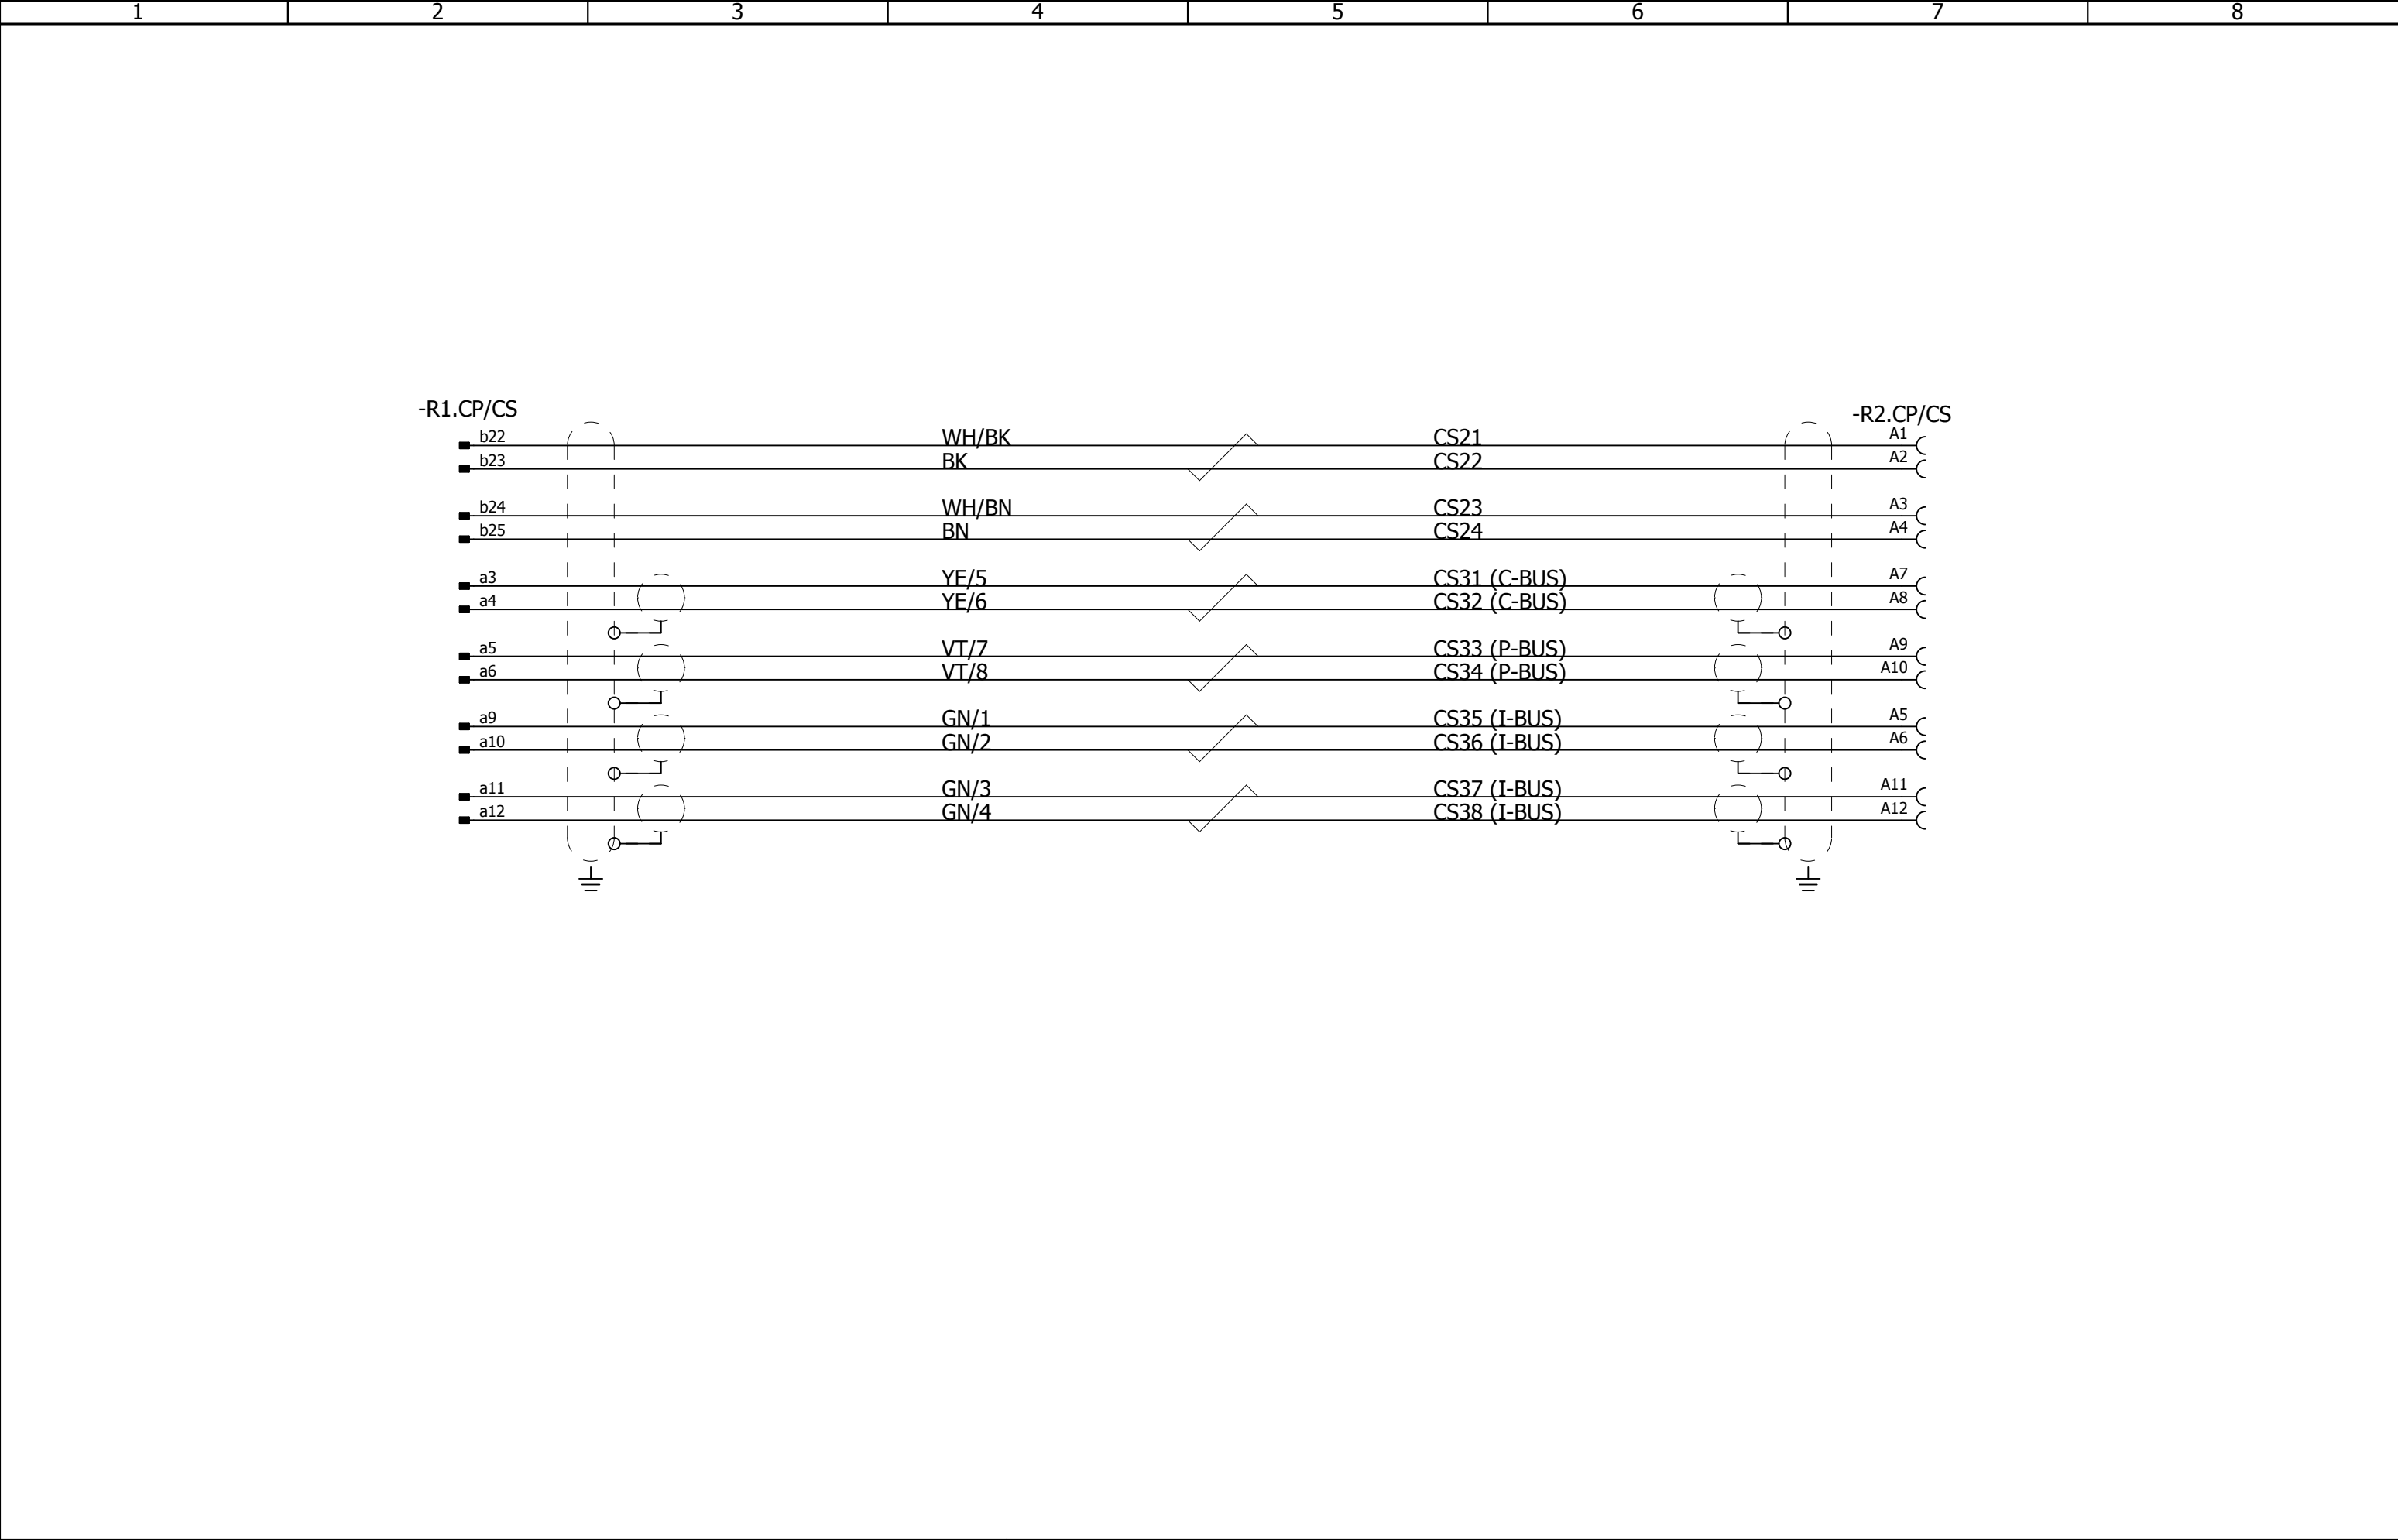 1 2 3 4 5 6 7 8
-R1.CP/CS -R2.CP/CS
b22 WH/BK CS21 A1
b23 BK CS22 A2
b24 WH/BN CS23 A3
b25 BN CS24 A4
a3 YE/5 CS31 (C-BUS) A7
a4 YE/6 CS32 (C-BUS) A8
a5 VT/7 CS33 (P-BUS) A9
a6 VT/8 CS34 (P-BUS) A10
a9 GN/1 CS35 (I-BUS) A5
a10 GN/2 CS36 (I-BUS) A6
a11 GN/3 CS37 (I-BUS) A11
a12 GN/4 CS38 (I-BUS) A12